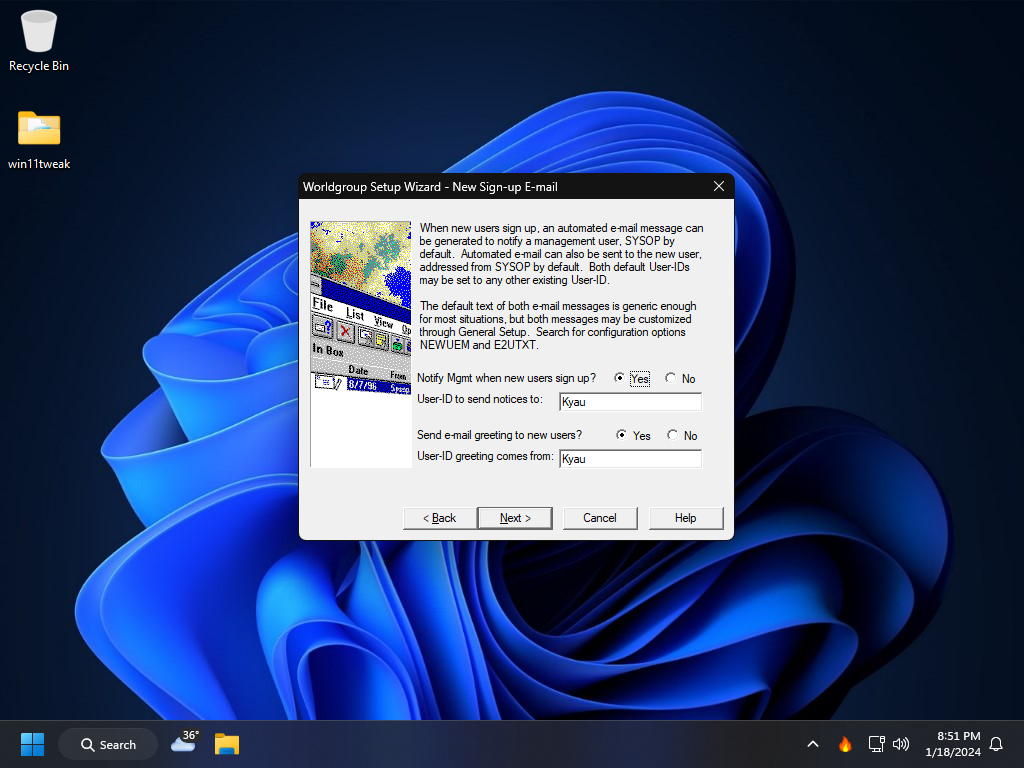 Recycle Bin
win11tweak
Worldgroup Setup Wizard - New Sign-up E-mail
When new users sign up, an automated e-mail message can
be generated to notify a management user, SYSOP by
default.  Automated e-mail can also be sent to the new user,
addressed from SYSOP by default.  Both default User-IDs
may be set to any other existing User-ID.
The default text of both e-mail messages is generic enough
for most situations, but both messages may be customized
through General Setup.  Search for configuration options
NEWUEM and E2UTXT.
File List View
In Box
Date From
8/7/96
Notify Mgmt when new users sign up? Yes No
User-ID to send notices to: Kyau
Send e-mail greeting to new users? Yes No
User-ID greeting comes from: Kyau
< Back Next > Cancel Help
Search 36° 8:51 PM
1/18/2024